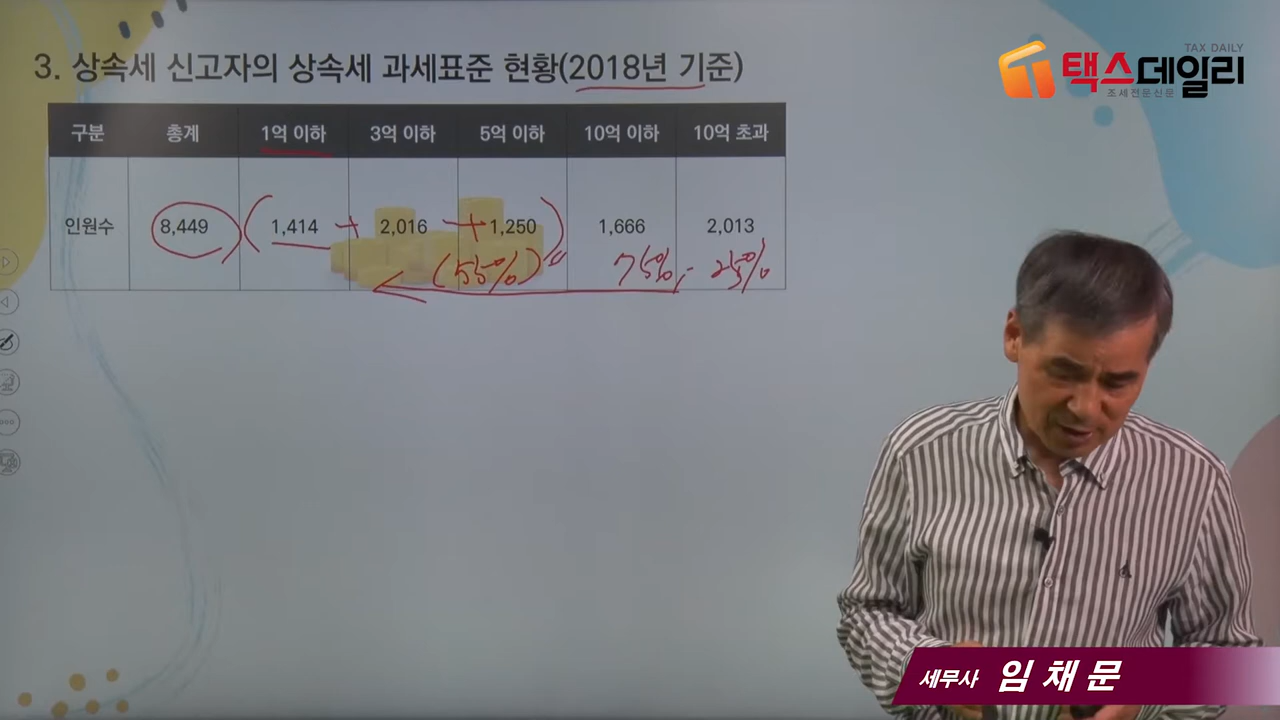 3. 상속세 신고자의 상속세 과세표준 현황(2018년 기준)
TAX DAILY
택스데일리
조세전문신문
구분 총계 1억 이하 3억 이하 5억 이하 10억 이하 10억 초과
인원수 8,449 ( 1,414 + 2,016 + 1,250 ) 1,666 2,013
(55%) 75%, 25%
세무사 임채문